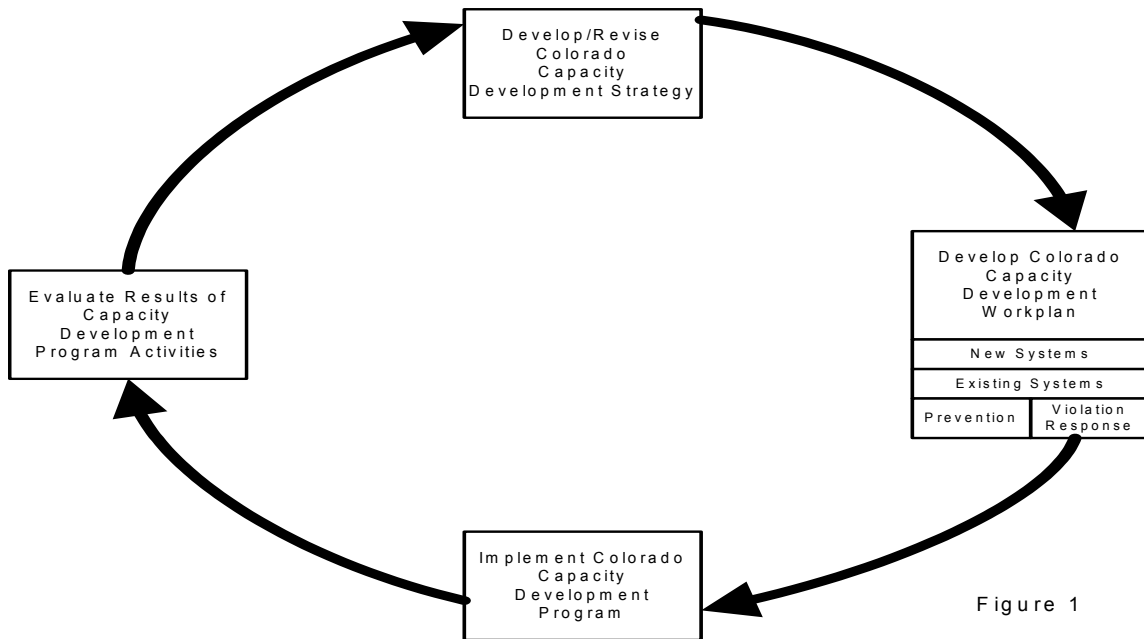 Develop/Revise
Colorado
Capacity
Development Strategy
Develop Colorado
Capacity
Development
Workplan
New Systems
Existing Systems
Prevention
Violation
Response
Evaluate Results of
Capacity
Development
Program Activities
Implement Colorado
Capacity
Development
Program
Figure 1